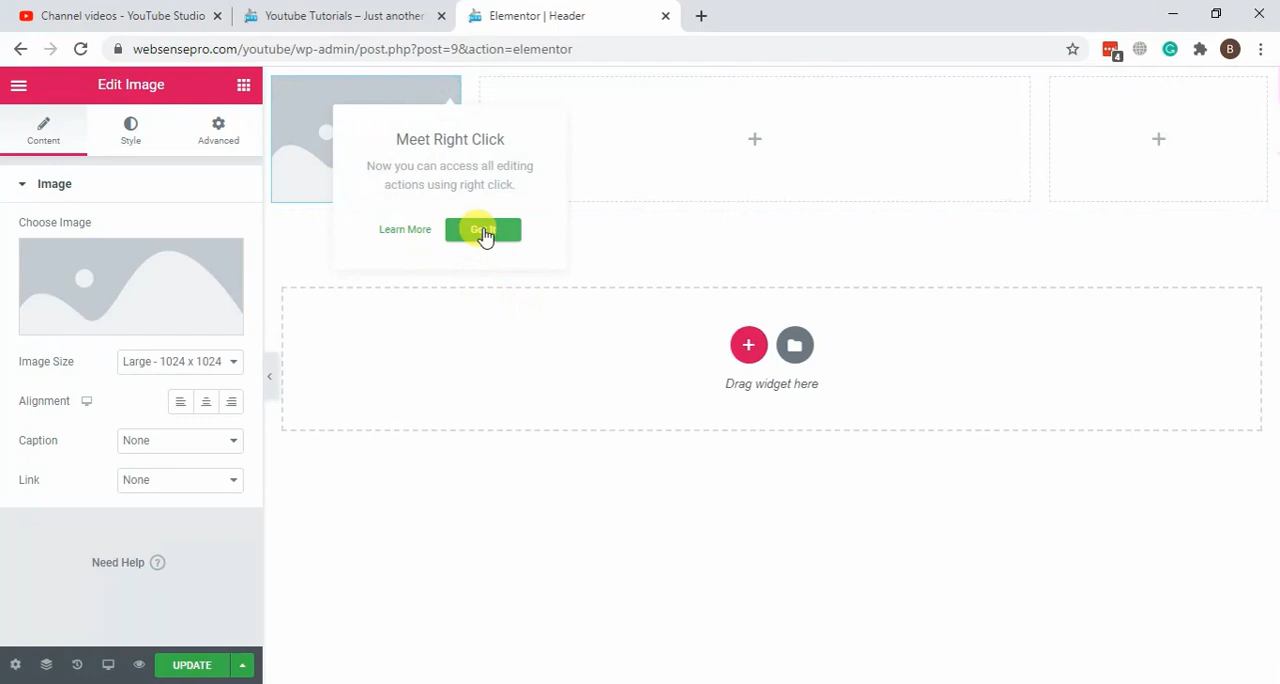 Channel videos - YouTube Studio
Youtube Tutorials – Just another
Elementor | Header
websensepro.com/youtube/wp-admin/post.php?post=9&action=elementor
4
B
Edit Image
Content
Style
Advanced
Image
Choose Image
Image Size
Large - 1024 x 1024
Alignment
Caption
None
Link
None
Need Help ?
UPDATE
Meet Right Click
Now you can access all editing
actions using right click.
Learn More
Drag widget here